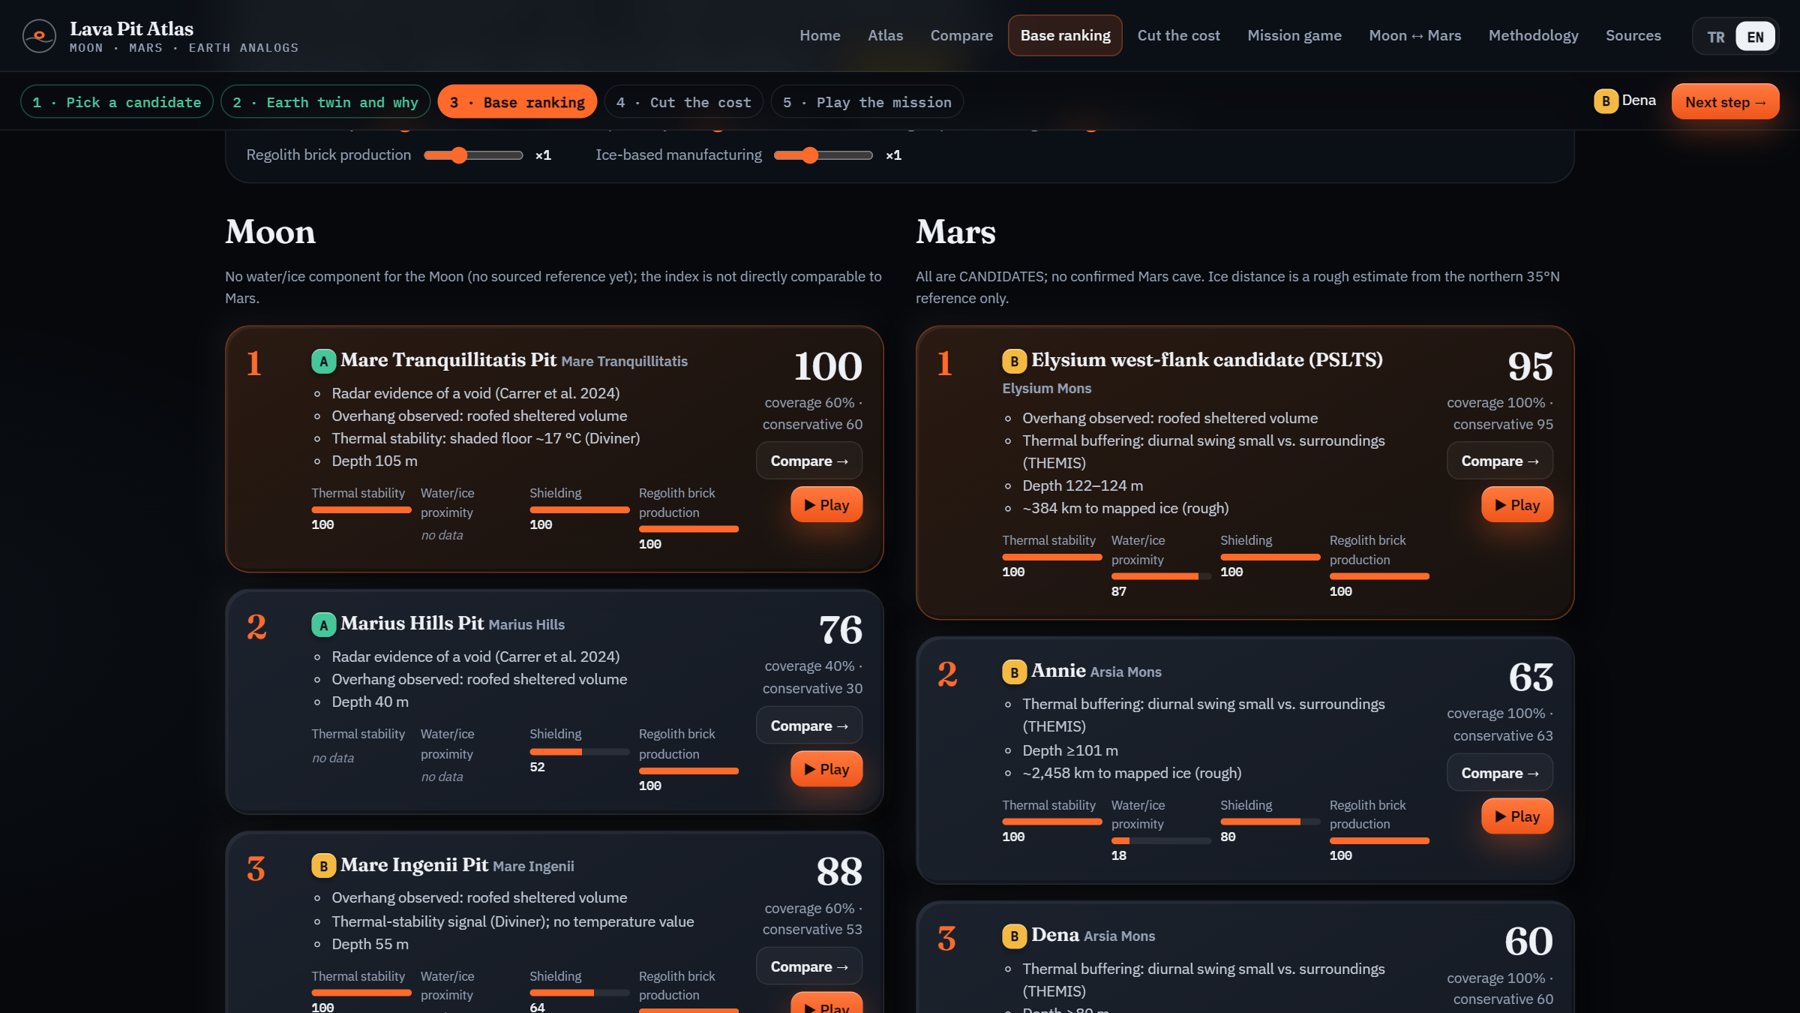 Lava Pit Atlas
MOON · MARS · EARTH ANALOGS
Home
Atlas
Compare
Base ranking
Cut the cost
Mission game
Moon ↔ Mars
Methodology
Sources
TR
EN
1 · Pick a candidate
2 · Earth twin and why
3 · Base ranking
4 · Cut the cost
5 · Play the mission
B Dena
Next step →
Regolith brick production
×1
Ice-based manufacturing
×1
Moon
No water/ice component for the Moon (no sourced reference yet); the index is not directly comparable to
Mars.
1
A Mare Tranquillitatis Pit Mare Tranquillitatis
Radar evidence of a void (Carrer et al. 2024)
Overhang observed: roofed sheltered volume
Thermal stability: shaded floor ~17 °C (Diviner)
Depth 105 m
Thermal stability
100
Water/ice
proximity
no data
Shielding
100
Regolith brick
production
100
100
coverage 60% ·
conservative 60
Compare →
▶ Play
2
A Marius Hills Pit Marius Hills
Radar evidence of a void (Carrer et al. 2024)
Overhang observed: roofed sheltered volume
Depth 40 m
Thermal stability
no data
Water/ice
proximity
no data
Shielding
52
Regolith brick
production
100
76
coverage 40% ·
conservative 30
Compare →
▶ Play
3
B Mare Ingenii Pit Mare Ingenii
Overhang observed: roofed sheltered volume
Thermal-stability signal (Diviner); no temperature value
Depth 55 m
Thermal stability
100
Water/ice
proximity
Shielding
64
Regolith brick
production
88
coverage 60% ·
conservative 53
Compare →
▶ Play
Mars
All are CANDIDATES; no confirmed Mars cave. Ice distance is a rough estimate from the northern 35°N
reference only.
1
B Elysium west-flank candidate (PSLTS)
Elysium Mons
Overhang observed: roofed sheltered volume
Thermal buffering: diurnal swing small vs. surroundings
(THEMIS)
Depth 122–124 m
~384 km to mapped ice (rough)
Thermal stability
100
Water/ice
proximity
87
Shielding
100
Regolith brick
production
100
95
coverage 100% ·
conservative 95
Compare →
▶ Play
2
B Annie Arsia Mons
Thermal buffering: diurnal swing small vs. surroundings
(THEMIS)
Depth ≥101 m
~2,458 km to mapped ice (rough)
Thermal stability
100
Water/ice
proximity
18
Shielding
80
Regolith brick
production
100
63
coverage 100% ·
conservative 63
Compare →
▶ Play
3
B Dena Arsia Mons
Thermal buffering: diurnal swing small vs. surroundings
(THEMIS)
60
coverage 100% ·
conservative 60